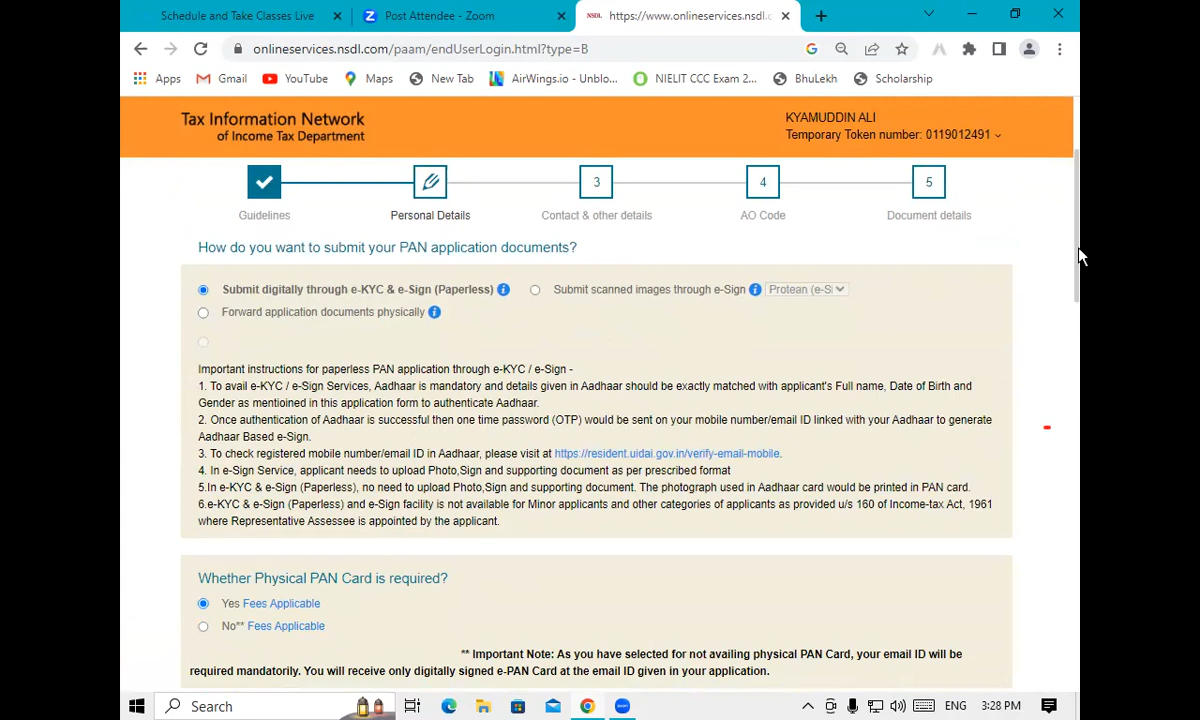 Schedule and Take Classes Live
Post Attendee - Zoom
NSDL https://www.onlineservices.nsdl.c
onlineservices.nsdl.com/paam/endUserLogin.html?type=B
Apps Gmail YouTube Maps New Tab AirWings.io - Unblo... NIELIT CCC Exam 2... BhuLekh Scholarship
Tax Information Network
of Income Tax Department
KYAMUDDIN ALI
Temporary Token number: 0119012491
3 4 5
Guidelines Personal Details Contact & other details AO Code Document details
How do you want to submit your PAN application documents?
Submit digitally through e-KYC & e-Sign (Paperless) Submit scanned images through e-Sign Protean (e-S
Forward application documents physically
Important instructions for paperless PAN application through e-KYC / e-Sign -
1. To avail e-KYC / e-Sign Services, Aadhaar is mandatory and details given in Aadhaar should be exactly matched with applicant's Full name, Date of Birth and
Gender as mentioined in this application form to authenticate Aadhaar.
2. Once authentication of Aadhaar is successful then one time password (OTP) would be sent on your mobile number/email ID linked with your Aadhaar to generate
Aadhaar Based e-Sign.
3. To check registered mobile number/email ID in Aadhaar, please visit at https://resident.uidai.gov.in/verify-email-mobile.
4. In e-Sign Service, applicant needs to upload Photo,Sign and supporting document as per prescribed format
5.In e-KYC & e-Sign (Paperless), no need to upload Photo,Sign and supporting document. The photograph used in Aadhaar card would be printed in PAN card.
6.e-KYC & e-Sign (Paperless) and e-Sign facility is not available for Minor applicants and other categories of applicants as provided u/s 160 of Income-tax Act, 1961
where Representative Assessee is appointed by the applicant.
Whether Physical PAN Card is required?
Yes Fees Applicable
No** Fees Applicable
** Important Note: As you have selected for not availing physical PAN Card, your email ID will be
required mandatorily. You will receive only digitally signed e-PAN Card at the email ID given in your application.
Search
ENG 3:28 PM